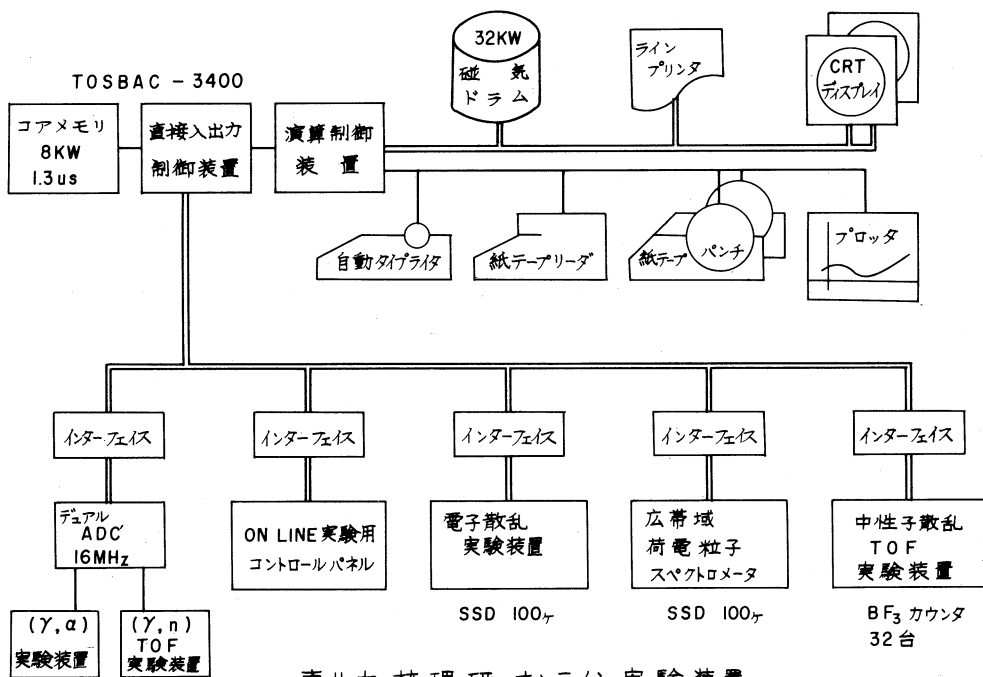 TOSBAC-3400
コアメモリ
8KW
1.3us
直接入出力
制御装置
演算制御
装置
32KW
磁気
ドラム
ライン
プリンタ
CRT
ディスプレイ
自動タイプライタ
紙テープリーダ
紙テープ パンチ
プロッタ
インターフェイス
インターフェイス
インターフェイス
インターフェイス
インターフェイス
デュアル
ADC
16MHz
ON LINE実験用
コントロールパネル
電子散乱
実験装置
広帯域
荷電粒子
スペクトロメータ
中性子散乱
TOF
実験装置
SSD 100ヶ
SSD 100ヶ
BF₃ カウンタ
32台
(γ,α)
実験装置
(γ,n)
TOF
実験装置